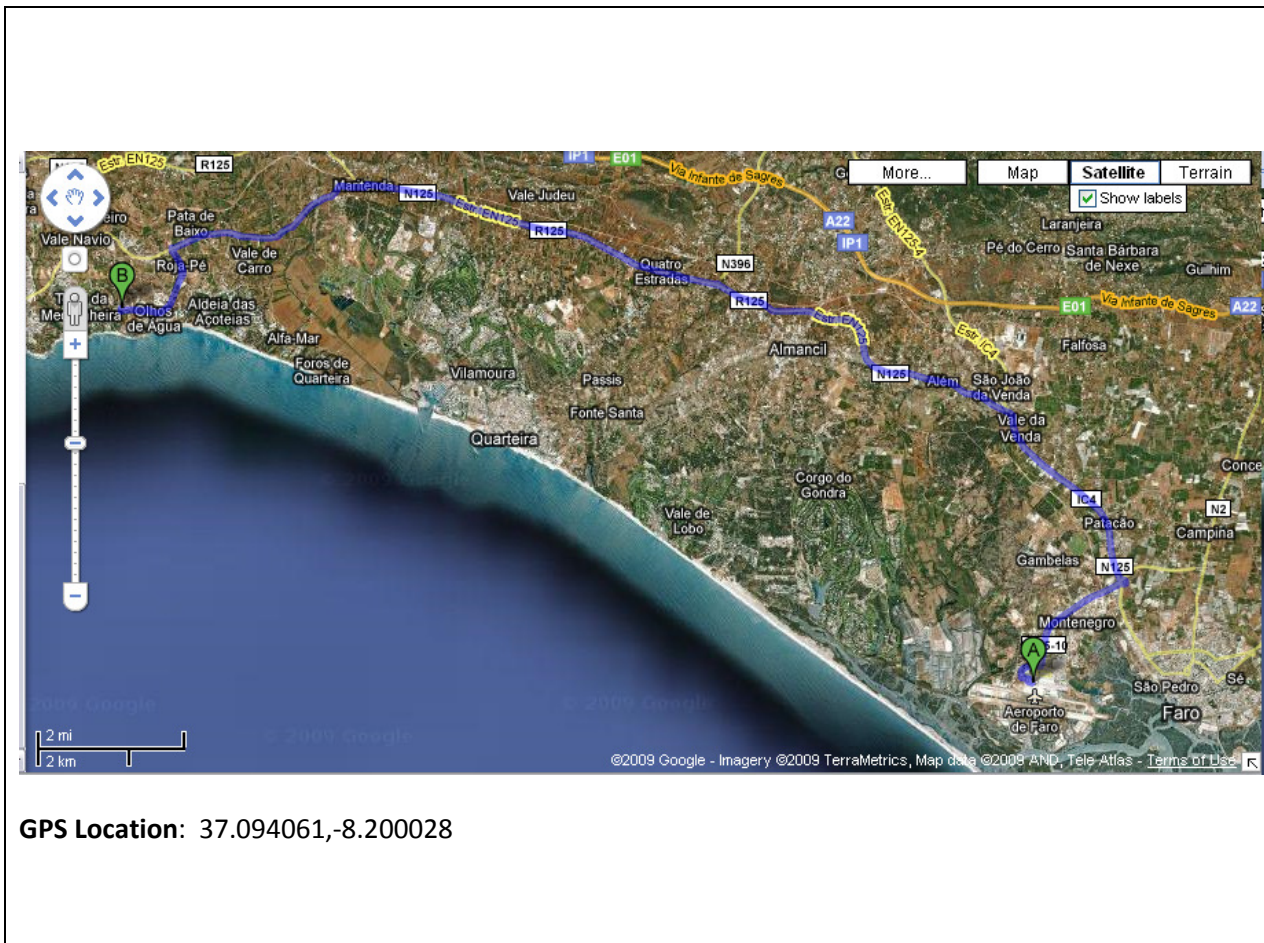 Estr. EN125
R125
IP1
E01
Via Infante de Sagres
More...
Map
Satellite
Terrain
Show labels
Mantenda
N125
Vale Judeu
Estr. EN125
R125
Pata de
Baixo
Vale Navio
Vale de
Carro
Roja-Pé
B
Olhos
de Água
Aldeia das
Açoteias
Alfa-Mar
Foros de
Quarteira
Vilamoura
Quarteira
Passis
Fonte Santa
Quatro
Estradas
N396
R125
Estr. EN125
Almancil
N125
A22
IP1
Estr. EN125-4
Laranjeira
Pé do Cerro
Santa Bárbara
de Nexe
Guilhim
E01
Via Infante de Sagres
A22
Estr. IC4
Falfosa
Além
São João
da Venda
Vale da
Venda
Corgo do
Gondra
Vale de
Lobo
IC4
Patacão
N2
Campina
Conce
Gambelas
N125
Montenegro
A
-10
Aeroporto
de Faro
São Pedro
Sé
Faro
2 mi
2 km
©2009 Google - Imagery ©2009 TerraMetrics, Map data ©2009 AND, Tele Atlas - Terms of Use
GPS Location: 37.094061,-8.200028